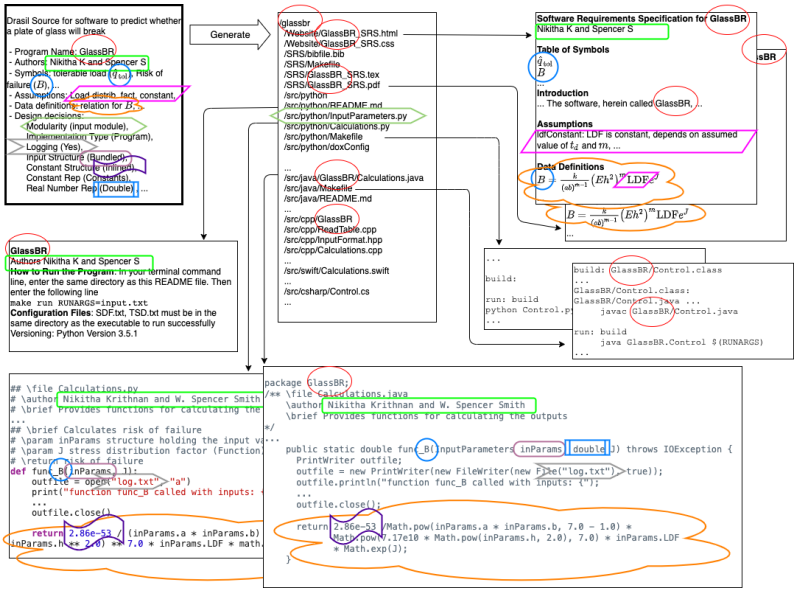 Drasil Source for software to predict whether
a plate of glass will break
- Program Name: GlassBR
- Authors: Nikitha K and Spencer S
- Symbols: tolerable load (q̂tol), Risk of
failure (B), ...
- Assumptions: Load distrib. fact. constant
- Data definitions: relation for B,
- Design decisions:
Modularity (input module),
Implementation Type (Program),
Logging (Yes),
Input Structure (Bundled),
Constant Structure (Inlined),
Constant Rep (Constants),
Real Number Rep (Double), ...
Generate
/glassbr
/Website/GlassBR_SRS.html
/Website/GlassBR_SRS.css
/SRS/bibfile.bib
/SRS/Makefile
/SRS/GlassBR_SRS.tex
/SRS/GlassBR_SRS.pdf
/src/python/README.md
/src/python/InputParameters.py
/src/python/Calculations.py
/src/python/Makefile
/src/python/doxConfig
...
/src/java/GlassBR/Calculations.java
/src/java/Makefile
/src/java/README.md
...
/src/cpp/GlassBR
/src/cpp/ReadTable.cpp
/src/cpp/InputFormat.hpp
/src/cpp/Calculations.cpp
...
/src/swift/Calculations.swift
...
/src/csharp/Control.cs
...
Software Requirements Specification for GlassBR
Nikitha K and Spencer S
Table of Symbols
q̂tol
B
...
Introduction
... The software, herein called GlassBR, ...
Assumptions
ldfConstant: LDF is constant, depends on assumed
value of td and m, ...
Data Definitions
B = k/(ab)^(m−1) (Eh²)^m LDFe^J
ssBR
B = k/(ab)^(m−1) (Eh²)^m LDFe^J
...
GlassBR
Authors Nikitha K and Spencer S
How to Run the Program: In your terminal command
line, enter the same directory as this README file. Then
enter the following line
make run RUNARGS=input.txt
Configuration Files: SDF.txt, TSD.txt must be in the
same directory as the executable to run successfully
Versioning: Python Version 3.5.1
...
build:
run: build
python Control.py
build: GlassBR/Control.class
...
GlassBR/Control.class:
GlassBR/Control.java ...
javac GlassBR/Control.java
run: build
java GlassBR.Control $(RUNARGS)
...
## \file Calculations.py
# \author Nikitha Krithnan and W. Spencer Smith
# \brief Provides functions for calculating the
...
## \brief Calculates risk of failure
# \param inParams structure holding the input va
# \param J stress distribution factor (Function)
# \return risk of failure
def func_B(inParams, J):
outfile = open("log.txt", "a")
print("function func_B called with inputs: {
...
outfile.close()
return 2.86e-53 / (inParams.a * inParams.b)
inParams.h ** 2.0) ** 7.0 * inParams.LDF * math.
package GlassBR;
/** \file Calculations.java
\author Nikitha Krithnan and W. Spencer Smith
\brief Provides functions for calculating the outputs
*/
...
public static double func_B(InputParameters inParams, double J) throws IOException {
PrintWriter outfile;
outfile = new PrintWriter(new FileWriter(new File("log.txt"), true));
outfile.println("function func_B called with inputs: {");
...
outfile.close();
return 2.86e-53 /Math.pow(inParams.a * inParams.b, 7.0 - 1.0) *
Math.pow(7.17e10 * Math.pow(inParams.h, 2.0), 7.0) * inParams.LDF
* Math.exp(J);
}